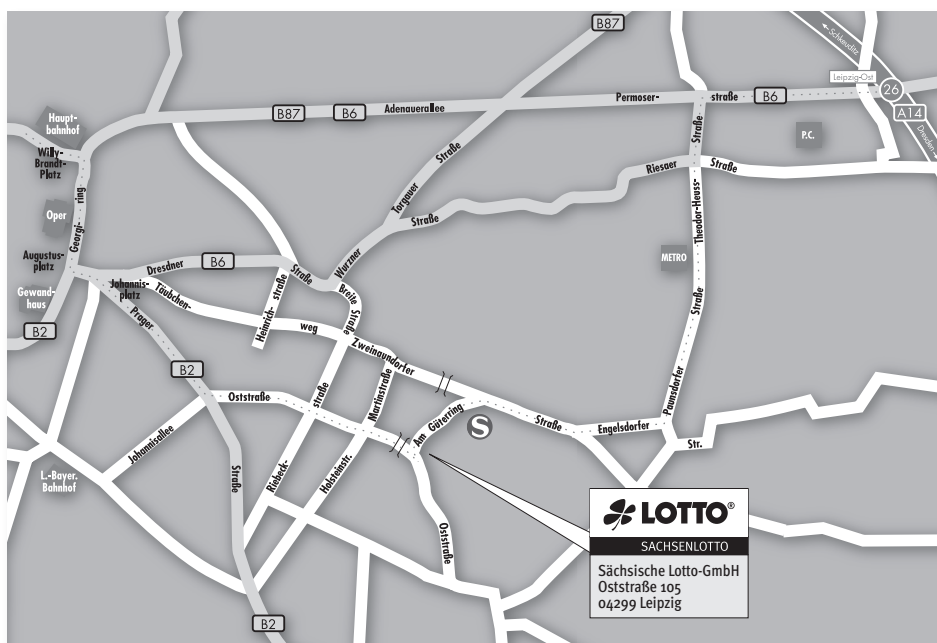 B87
← Schkeuditz
Leipzig-Ost
26
A14
Dresden→
Permoser-
straße
B6
Adenauerallee
B87
B6
Haupt-
bahnhof
Willy-
Brandt-
Platz
P.C.
Straße
Torgauer
Straße
Riesaer
Straße
Straße
Theodor-Heuss-
Straße
Georgi-
ring
Oper
Augustus-
platz
Gewand-
haus
B2
Dresdner
B6
Straße
Wurzner
METRO
Johannis-
platz
Täubchen-
weg
Heinrich-
straße
Breite
Straße
Prager
B2
Straße
Zweinaundorfer
Straße
Paunsdorfer
Engelsdorfer
Str.
Oststraße
Riebeck-
straße
Martinstraße
Holsteinstr.
Am Güterring
S
Johannisallee
L.-Bayer.
Bahnhof
Oststraße
B2
LOTTO®
SACHSENLOTTO
Sächsische Lotto-GmbH
Oststraße 105
04299 Leipzig